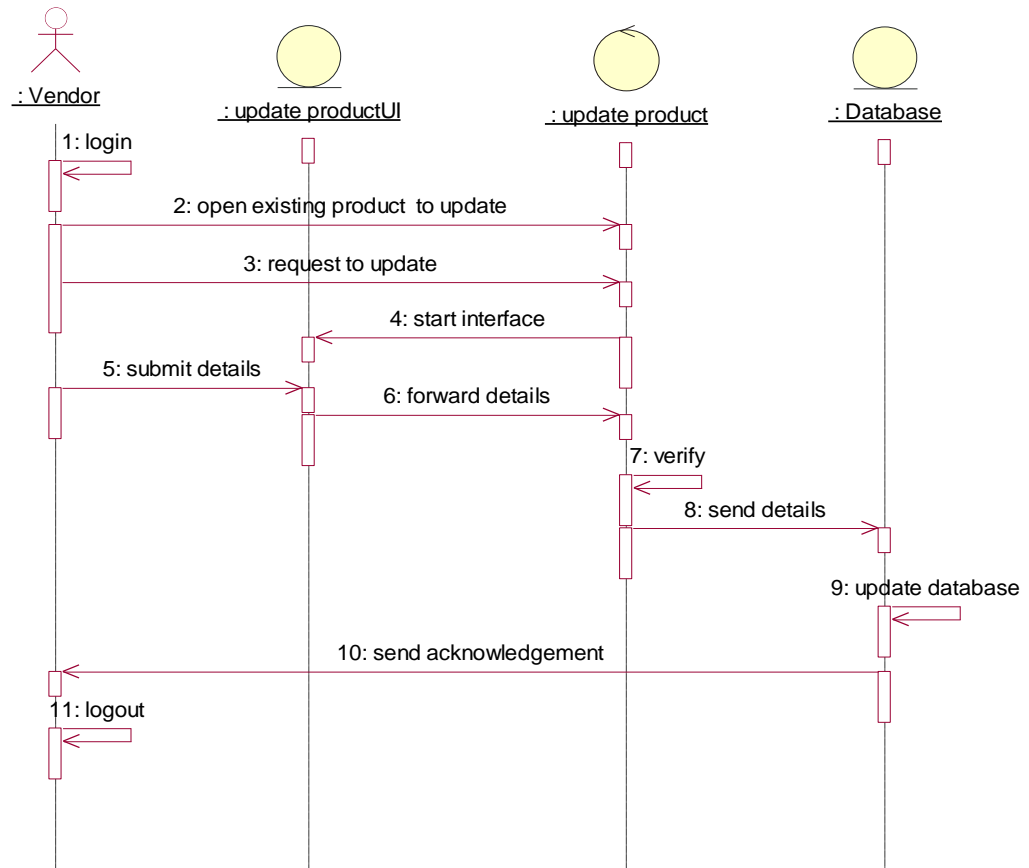 : Vendor
: update productUI
: update product
: Database
1: login
2: open existing product  to update
3: request to update
4: start interface
5: submit details
6: forward details
7: verify
8: send details
9: update database
10: send acknowledgement
11: logout